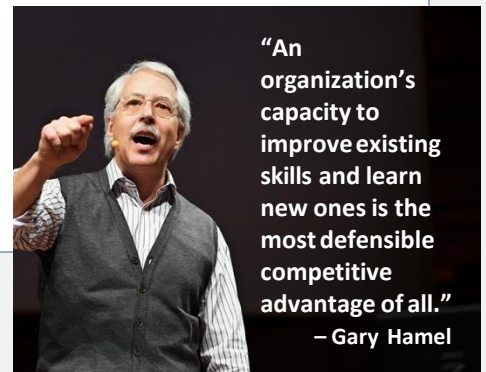 “An
organization’s
capacity to
improve existing
skills and learn
new ones is the
most defensible
competitive
advantage of all.”
– Gary Hamel